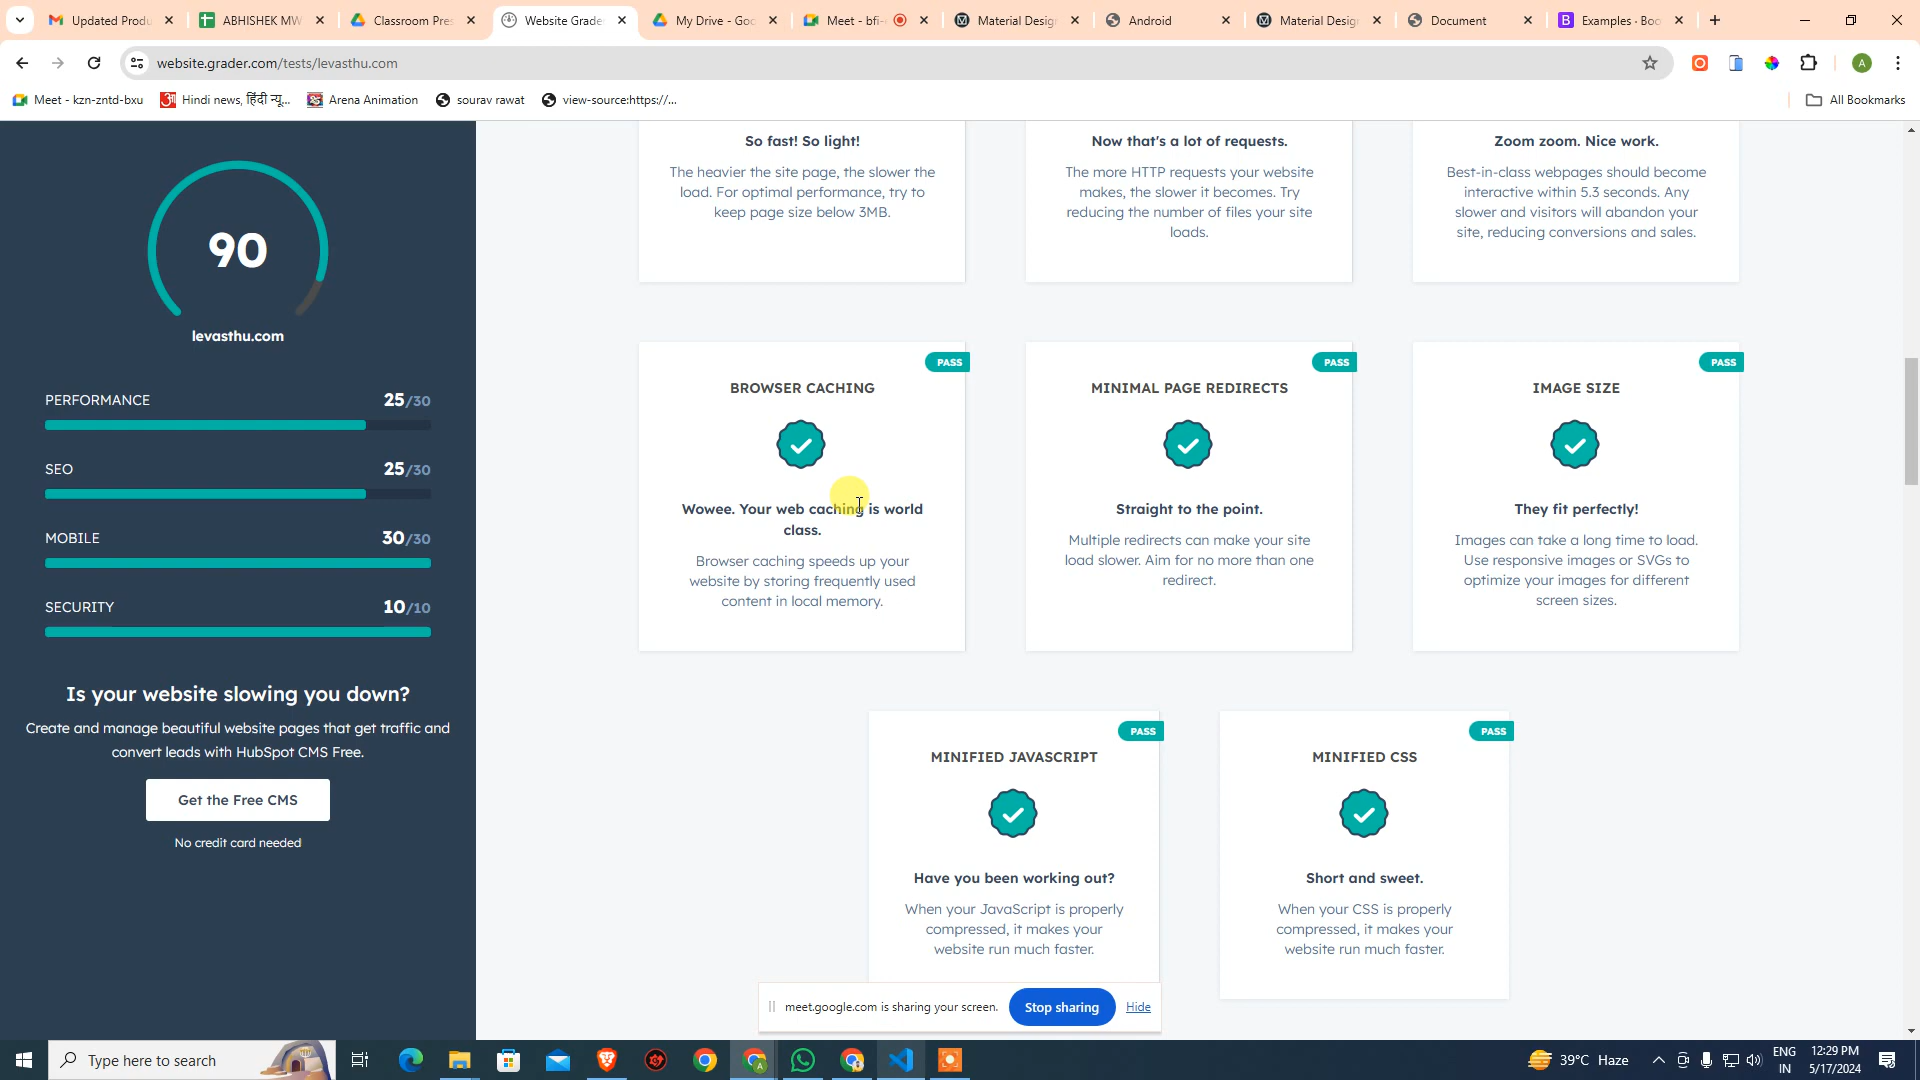 Updated Produ
ABHISHEK MW
Classroom Pres
Website Grade
My Drive - Goo
Meet - bfi-
Material Design
Android
Material Design
Document
B Examples · Boo
website.grader.com/tests/levasthu.com
A
Meet - kzn-zntd-bxu
Hindi news, हिंदी न्यू...
Arena Animation
sourav rawat
view-source:https://...
All Bookmarks
90
levasthu.com
PERFORMANCE 25/30
SEO 25/30
MOBILE 30/30
SECURITY 10/10
Is your website slowing you down?
Create and manage beautiful website pages that get traffic and
convert leads with HubSpot CMS Free.
Get the Free CMS
No credit card needed
So fast! So light!
The heavier the site page, the slower the
load. For optimal performance, try to
keep page size below 3MB.
Now that's a lot of requests.
The more HTTP requests your website
makes, the slower it becomes. Try
reducing the number of files your site
loads.
Zoom zoom. Nice work.
Best-in-class webpages should become
interactive within 5.3 seconds. Any
slower and visitors will abandon your
site, reducing conversions and sales.
PASS
BROWSER CACHING
Wowee. Your web caching is world
class.
Browser caching speeds up your
website by storing frequently used
content in local memory.
PASS
MINIMAL PAGE REDIRECTS
Straight to the point.
Multiple redirects can make your site
load slower. Aim for no more than one
redirect.
PASS
IMAGE SIZE
They fit perfectly!
Images can take a long time to load.
Use responsive images or SVGs to
optimize your images for different
screen sizes.
PASS
MINIFIED JAVASCRIPT
Have you been working out?
When your JavaScript is properly
compressed, it makes your
website run much faster.
PASS
MINIFIED CSS
Short and sweet.
When your CSS is properly
compressed, it makes your
website run much faster.
meet.google.com is sharing your screen.
Stop sharing
Hide
Type here to search
39°C Haze
ENG
IN
12:29 PM
5/17/2024